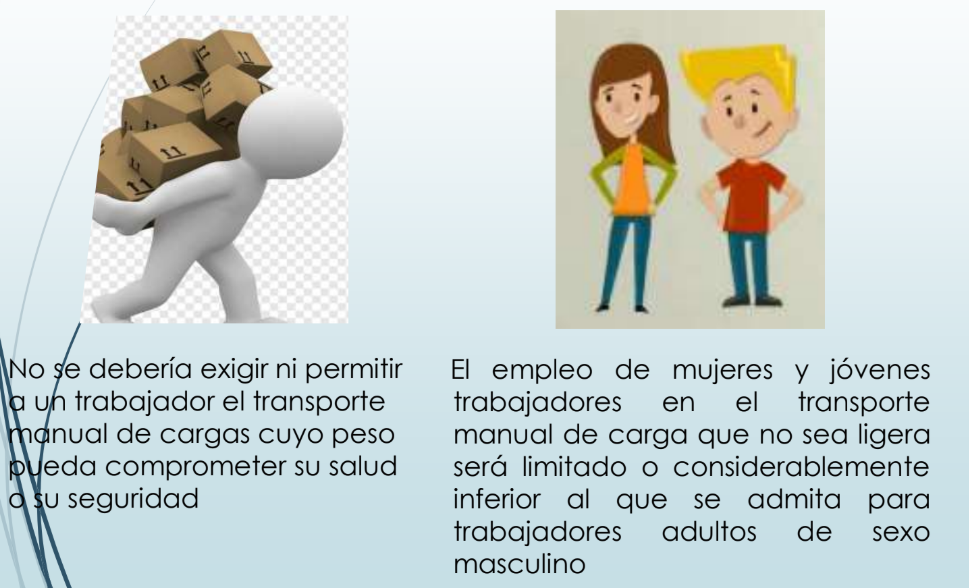 No se debería exigir ni permitir
a un trabajador el transporte
manual de cargas cuyo peso
pueda comprometer su salud
o su seguridad
El empleo de mujeres y jóvenes
trabajadores en el transporte
manual de carga que no sea ligera
será limitado o considerablemente
inferior al que se admita para
trabajadores adultos de sexo
masculino